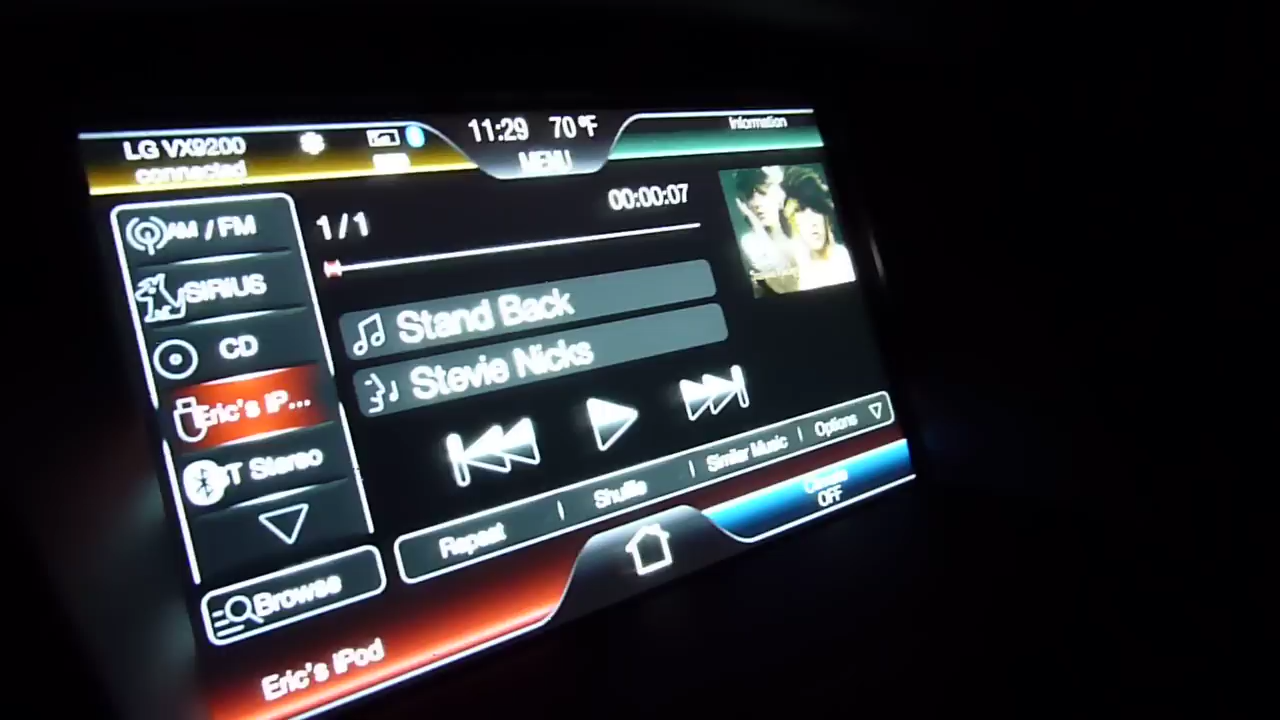 LG VX9200
connected
11:29 70°F
MENU
Information
AM / FM
SIRIUS
CD
Eric's iP...
BT Stereo
Browse
1 / 1
00:00:07
Stand Back
Stevie Nicks
Repeat
Shuffle
Similar Music
Options
Climate
OFF
Eric's iPod